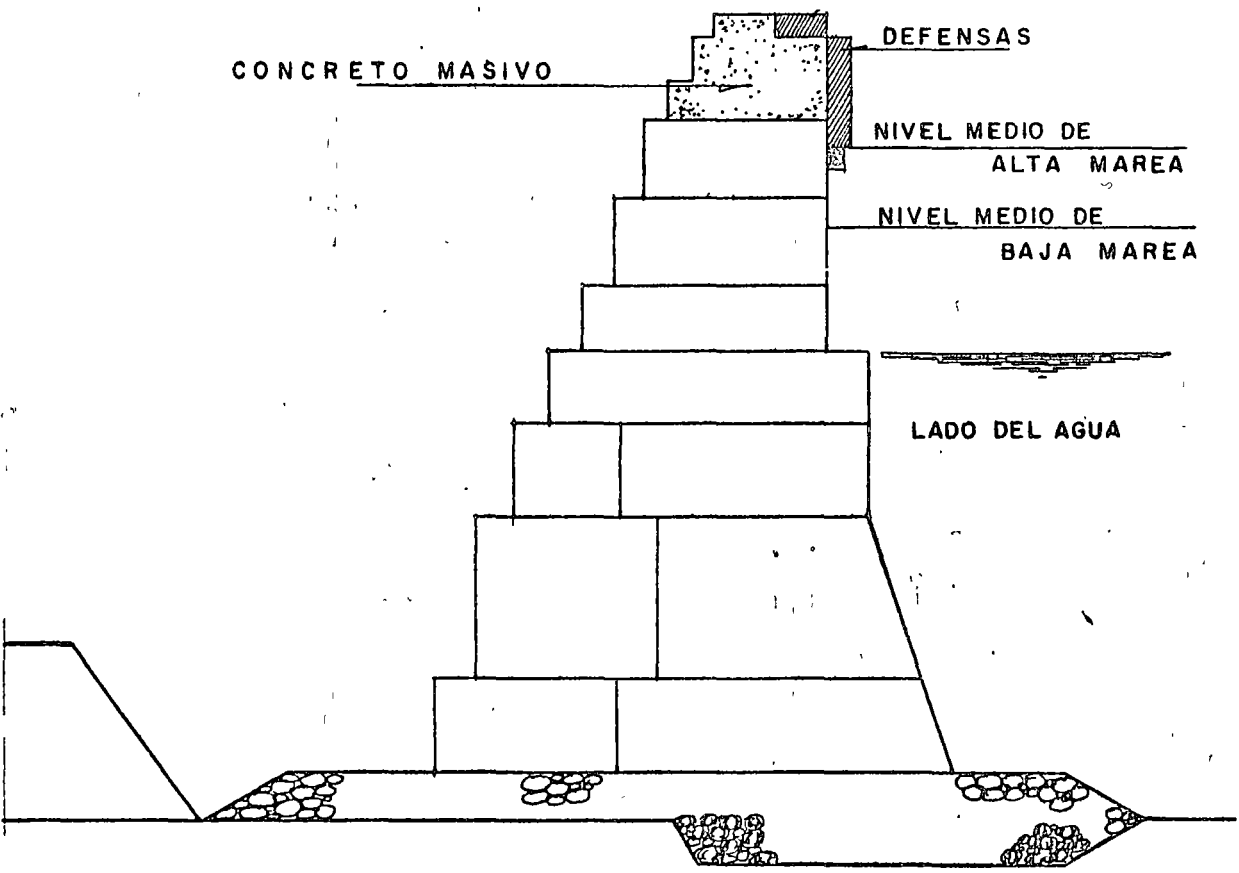 DEFENSAS
CONCRETO MASIVO
NIVEL MEDIO DE
ALTA MAREA
NIVEL MEDIO DE
BAJA MAREA
LADO DEL AGUA